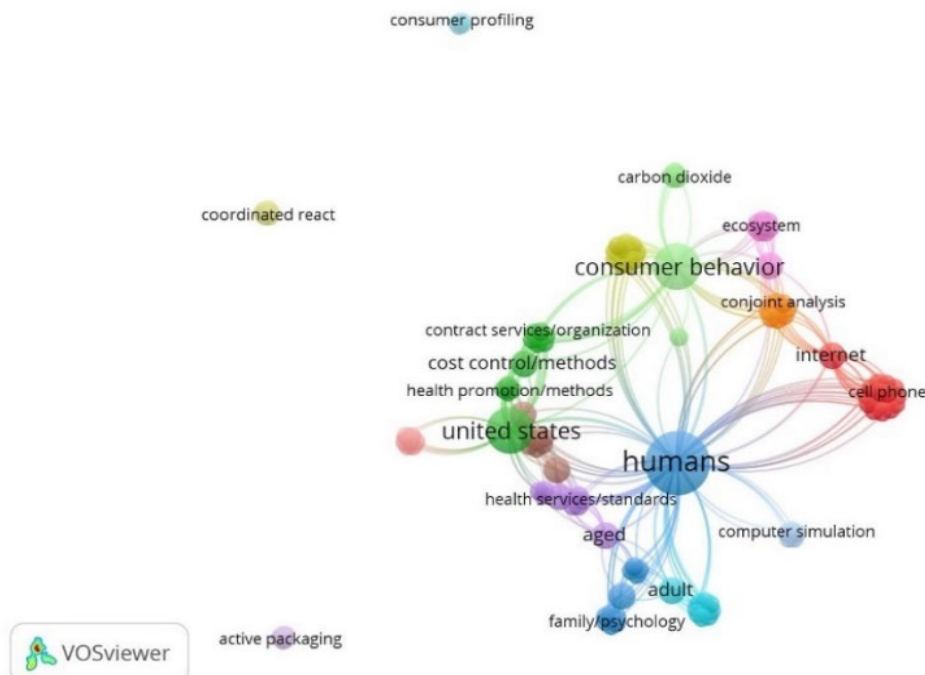 consumer profiling
carbon dioxide
coordinated react
ecosystem
consumer behavior
conjoint analysis
contract services/organization
internet
cost control/methods
health promotion/methods
cell phone
united states
humans
health services/standards
aged
computer simulation
adult
family/psychology
active packaging
VOSviewer